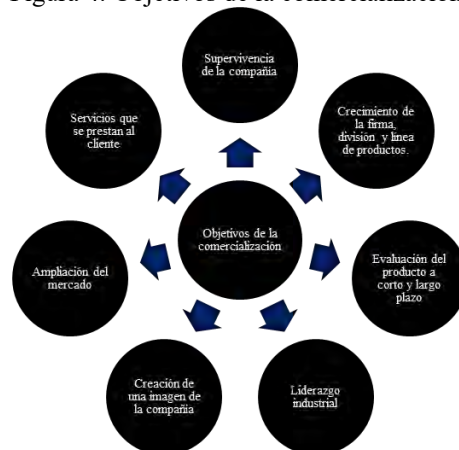 Figura 4. Objetivos de la comercialización
Supervivencia
de la compañía
Crecimiento de
la firma,
división y línea
de productos.
Evaluación del
producto a
corto y largo
plazo
Liderazgo
industrial
Creación de
una imagen de
la compañía
Ampliación del
mercado
Servicios que
se prestan al
cliente
Objetivos de la
comercialización